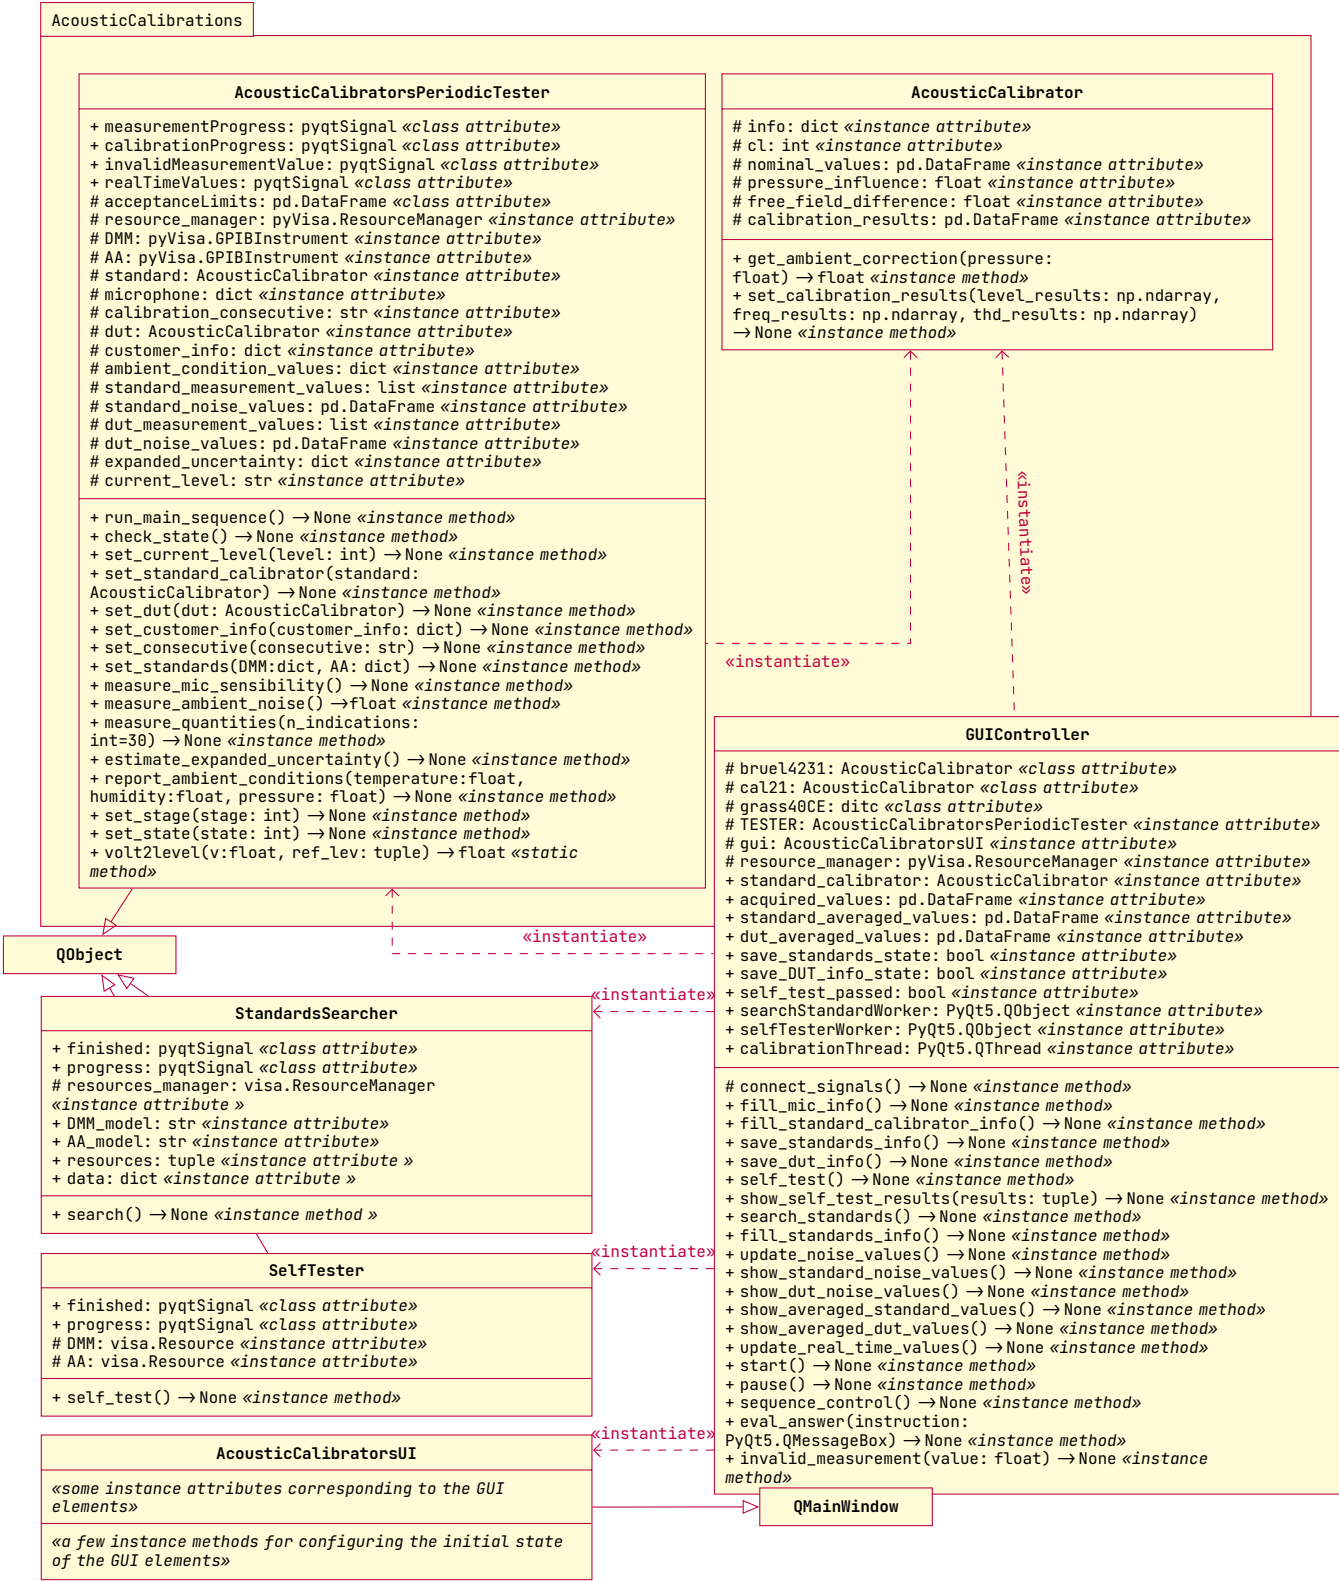 AcousticCalibrations
AcousticCalibratorsPeriodicTester
+ measurementProgress: pyqtSignal «class attribute»
+ calibrationProgress: pyqtSignal «class attribute»
+ invalidMeasurementValue: pyqtSignal «class attribute»
+ realTimeValues: pyqtSignal «class attribute»
# acceptanceLimits: pd.DataFrame «class attribute»
# resource_manager: pyVisa.ResourceManager «instance attribute»
# DMM: pyVisa.GPIBInstrument «instance attribute»
# AA: pyVisa.GPIBInstrument «instance attribute»
# standard: AcousticCalibrator «instance attribute»
# microphone: dict «instance attribute»
# calibration_consecutive: str «instance attribute»
# dut: AcousticCalibrator «instance attribute»
# customer_info: dict «instance attribute»
# ambient_condition_values: dict «instance attribute»
# standard_measurement_values: list «instance attribute»
# standard_noise_values: pd.DataFrame «instance attribute»
# dut_measurement_values: list «instance attribute»
# dut_noise_values: pd.DataFrame «instance attribute»
# expanded_uncertainty: dict «instance attribute»
# current_level: str «instance attribute»
+ run_main_sequence() →None «instance method»
+ check_state() →None «instance method»
+ set_current_level(level: int) →None «instance method»
+ set_standard_calibrator(standard:
AcousticCalibrator) →None «instance method»
+ set_dut(dut: AcousticCalibrator) →None «instance method»
+ set_customer_info(customer_info: dict) →None «instance method»
+ set_consecutive(consecutive: str) →None «instance method»
+ set_standards(DMM:dict, AA: dict) →None «instance method»
+ measure_mic_sensibility() →None «instance method»
+ measure_ambient_noise() →float «instance method»
+ measure_quantities(n_indications:
int=30) →None «instance method»
+ estimate_expanded_uncertainty() →None «instance method»
+ report_ambient_conditions(temperature:float,
humidity:float, pressure: float) →None «instance method»
+ set_stage(stage: int) →None «instance method»
+ set_state(state: int) →None «instance method»
+ volt2level(v:float, ref_lev: tuple) →float «static
method»
AcousticCalibrator
# info: dict «instance attribute»
# cl: int «instance attribute»
# nominal_values: pd.DataFrame «instance attribute»
# pressure_influence: float «instance attribute»
# free_field_difference: float «instance attribute»
# calibration_results: pd.DataFrame «instance attribute»
+ get_ambient_correction(pressure:
float) →float «instance method»
+ set_calibration_results(level_results: np.ndarray,
freq_results: np.ndarray, thd_results: np.ndarray)
→None «instance method»
«instantiate»
«instantiate»
GUIController
# bruel4231: AcousticCalibrator «class attribute»
# cal21: AcousticCalibrator «class attribute»
# grass40CE: ditc «class attribute»
# TESTER: AcousticCalibratorsPeriodicTester «instance attribute»
# gui: AcousticCalibratorsUI «instance attribute»
# resource_manager: pyVisa.ResourceManager «instance attribute»
+ standard_calibrator: AcousticCalibrator «instance attribute»
+ acquired_values: pd.DataFrame «instance attribute»
+ standard_averaged_values: pd.DataFrame «instance attribute»
+ dut_averaged_values: pd.DataFrame «instance attribute»
+ save_standards_state: bool «instance attribute»
+ save_DUT_info_state: bool «instance attribute»
+ self_test_passed: bool «instance attribute»
+ searchStandardWorker: PyQt5.QObject «instance attribute»
+ selfTesterWorker: PyQt5.QObject «instance attribute»
+ calibrationThread: PyQt5.QThread «instance attribute»
# connect_signals() →None «instance method»
+ fill_mic_info() →None «instance method»
+ fill_standard_calibrator_info() →None «instance method»
+ save_standards_info() →None «instance method»
+ save_dut_info() →None «instance method»
+ self_test() →None «instance method»
+ show_self_test_results(results: tuple) →None «instance method»
+ search_standards() →None «instance method»
+ fill_standards_info() →None «instance method»
+ update_noise_values() →None «instance method»
+ show_standard_noise_values() →None «instance method»
+ show_dut_noise_values() →None «instance method»
+ show_averaged_standard_values() →None «instance method»
+ show_averaged_dut_values() →None «instance method»
+ update_real_time_values() →None «instance method»
+ start() →None «instance method»
+ pause() →None «instance method»
+ sequence_control() →None «instance method»
+ eval_answer(instruction:
PyQt5.QMessageBox) →None «instance method»
+ invalid_measurement(value: float) →None «instance
method»
«instantiate»
QObject
«instantiate»
StandardsSearcher
+ finished: pyqtSignal «class attribute»
+ progress: pyqtSignal «class attribute»
# resources_manager: visa.ResourceManager
«instance attribute »
+ DMM_model: str «instance attribute»
+ AA_model: str «instance attribute»
+ resources: tuple «instance attribute »
+ data: dict «instance attribute »
+ search() →None «instance method »
«instantiate»
SelfTester
+ finished: pyqtSignal «class attribute»
+ progress: pyqtSignal «class attribute»
# DMM: visa.Resource «instance attribute»
# AA: visa.Resource «instance attribute»
+ self_test() →None «instance method»
«instantiate»
AcousticCalibratorsUI
«some instance attributes corresponding to the GUI
elements»
«a few instance methods for configuring the initial state
of the GUI elements»
QMainWindow